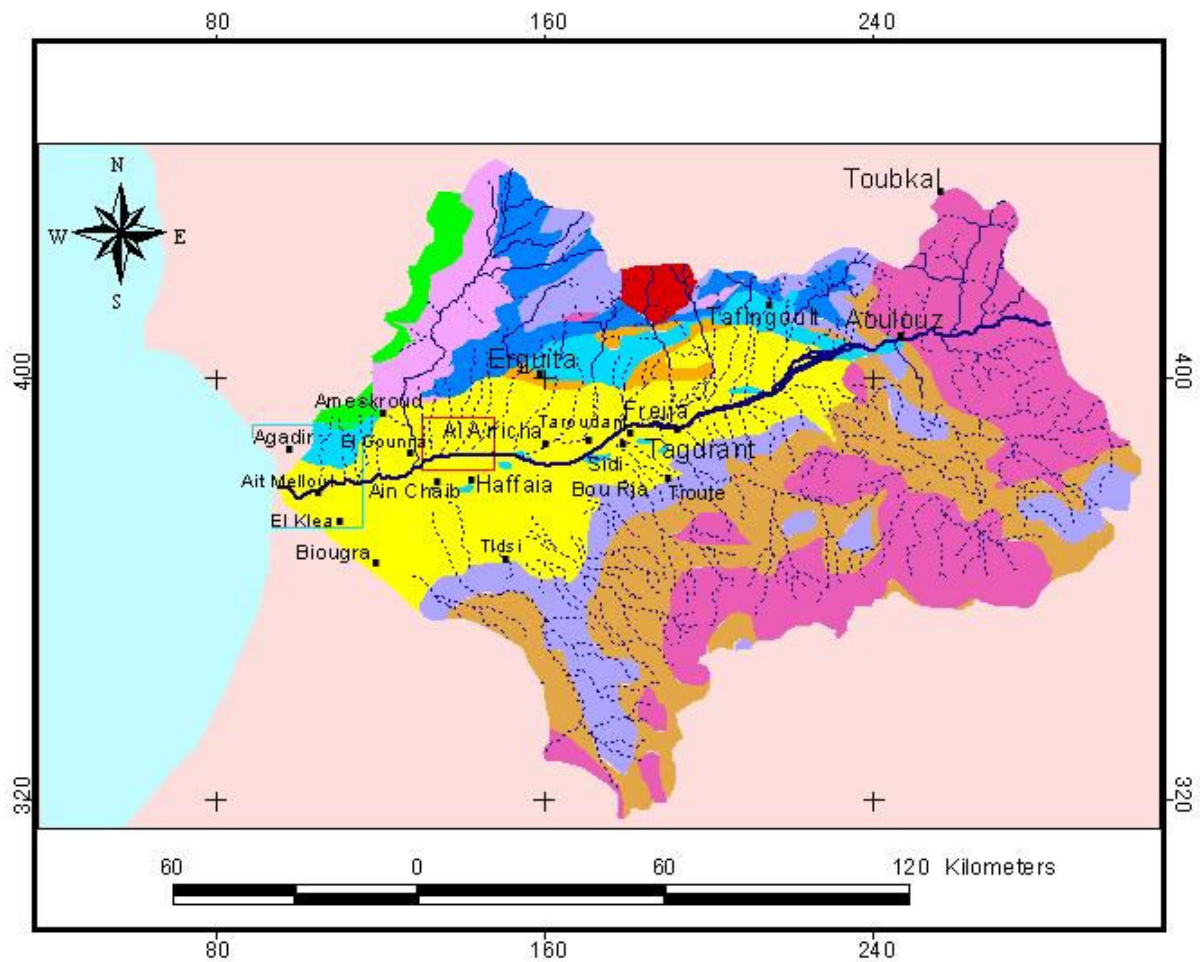 80 160 240
N
W E
S
Toubkal
Tafingoult
Aoulouz
Erguita
400 400
Ameskroud
Freija
Agadir El Gounna Al Arricha Taroudant
Tagdrant
Sidi
Ait Melloul Ain Chaib Haffaia Bou Rja Tioute
El Klea
Biougra Tidsi
320 320
60 0 60 120 Kilometers
80 160 240